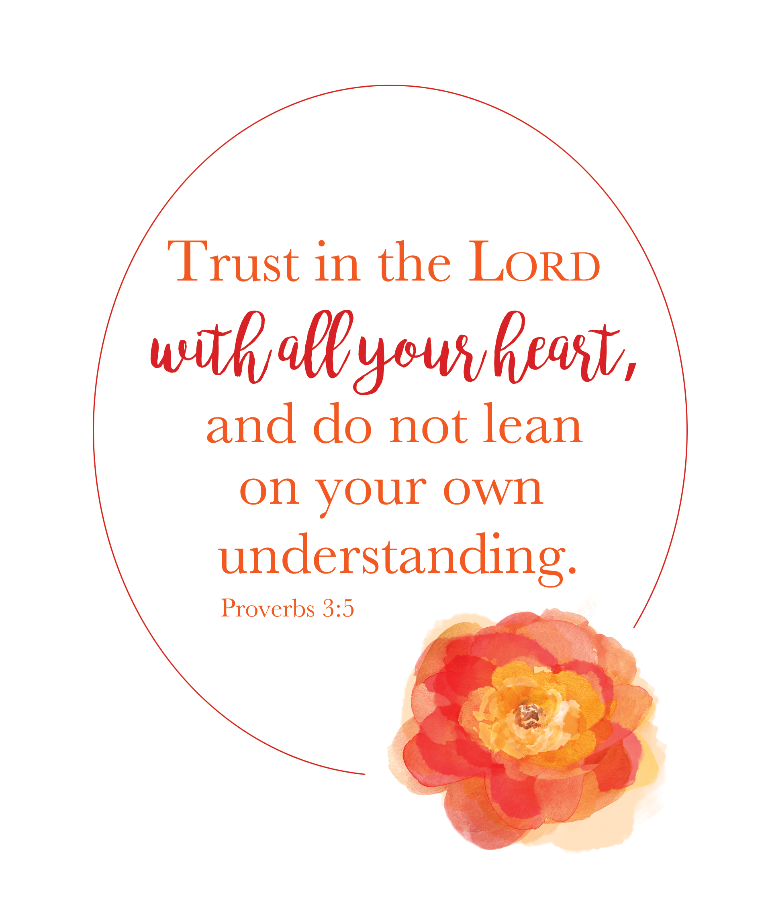 Trust in the LORD
with all your heart,
and do not lean
on your own
understanding.
Proverbs 3:5